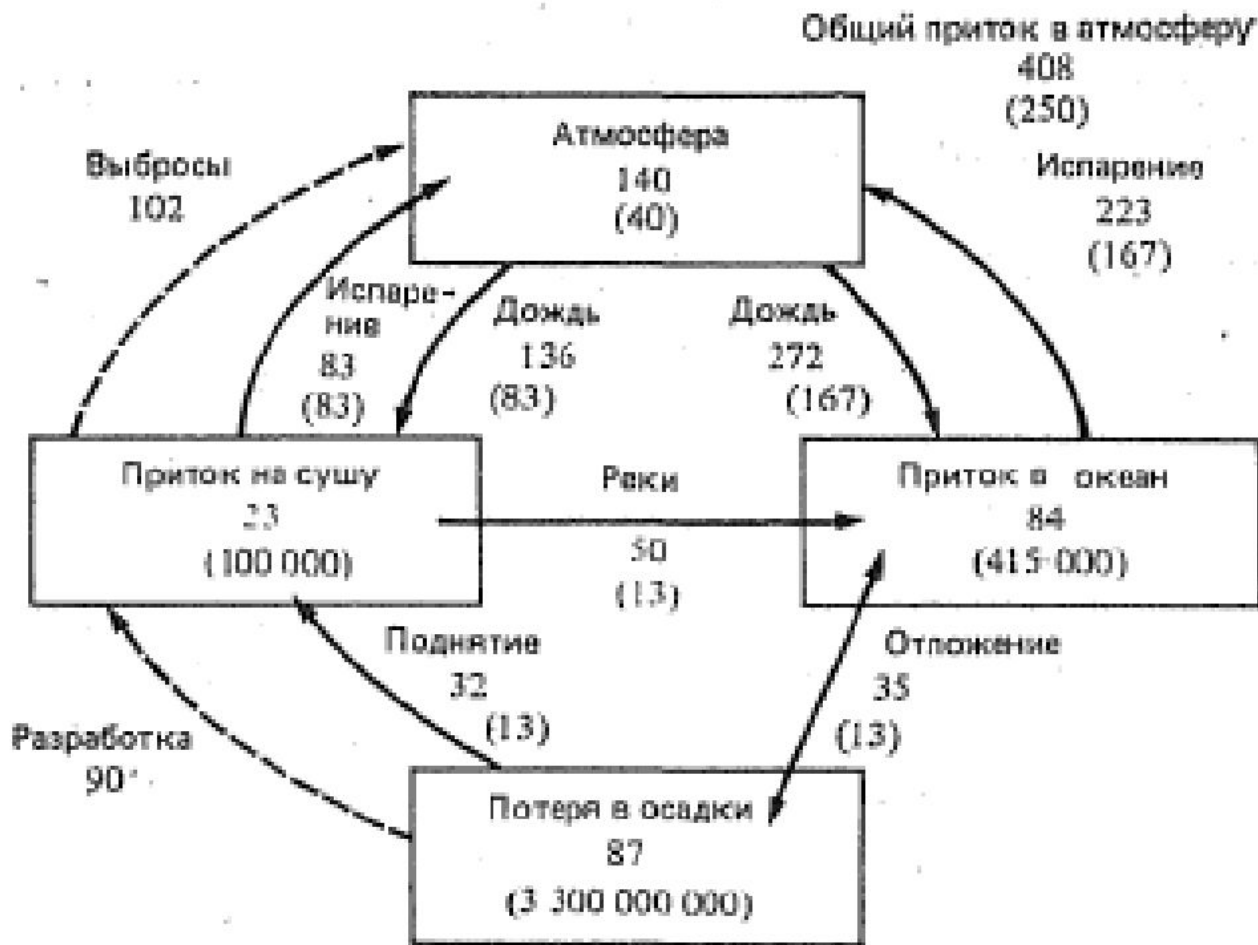 Общий приток в атмосферу
408
(250)
Атмосфера
140
(40)
Выбросы
102
Испарение
223
(167)
Испаре-
ние
83
(83)
Дождь
136
(83)
Дождь
272
(167)
Приток на сушу
23
(100 000)
Реки
50
(13)
Приток в океан
84
(415 000)
Поднятие
32
(13)
Отложение
35
(13)
Разработка
90
Потеря в осадки
87
(3 300 000 000)